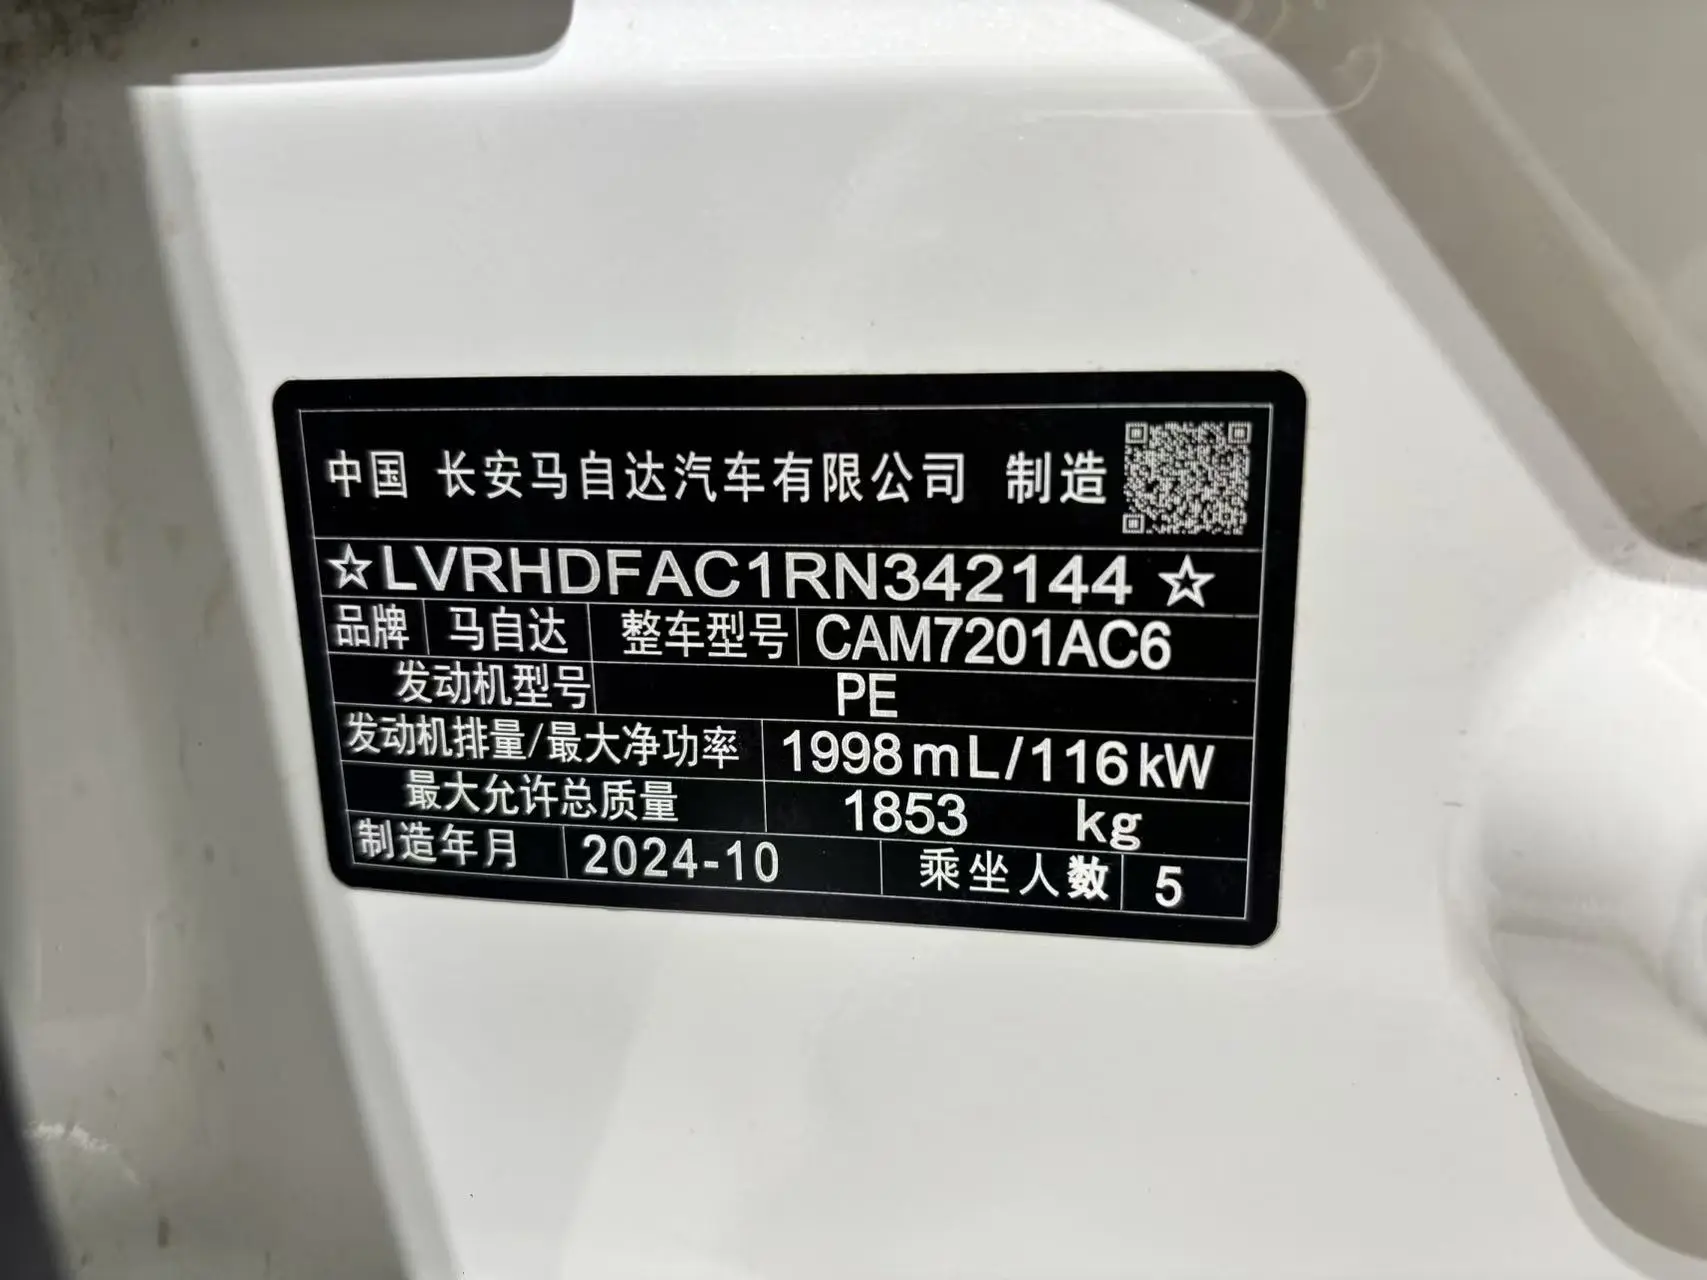 中国 长安马自达汽车有限公司 制造
☆LVRHDFAC1RN342144☆
品牌 马自达 整车型号 CAM7201AC6
发动机型号 PE
发动机排量/最大净功率 1998mL/116kW
最大允许总质量 1853 kg
制造年月 2024-10 乘坐人数 5